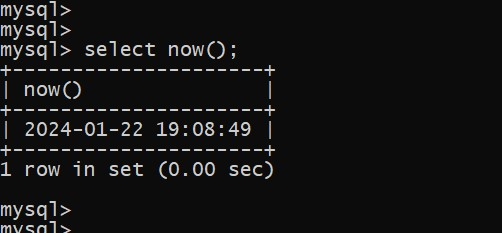 mysql>
mysql>
mysql> select now();
+---------------------+
| now()               |
+---------------------+
| 2024-01-22 19:08:49 |
+---------------------+
1 row in set (0.00 sec)

mysql>
mysql>